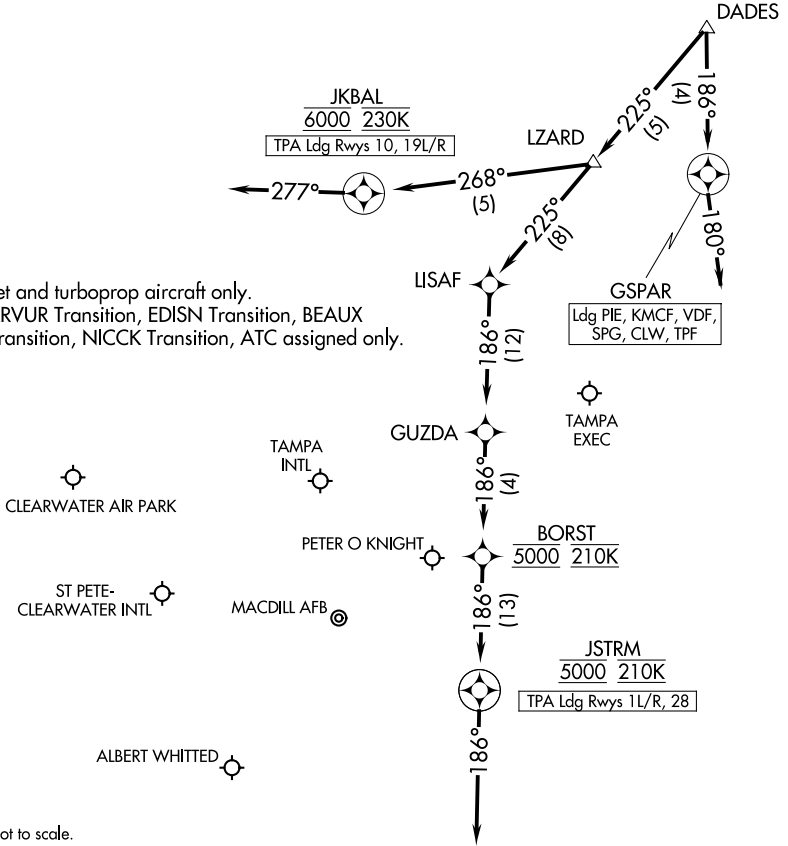 DADES
186°
(4)
225°
(5)
JKBAL
6000 230K
TPA Ldg Rwys 10, 19L/R
LZARD
277°
268°
(5)
225°
(8)
180°
LISAF
GSPAR
Ldg PIE, KMCF, VDF,
SPG, CLW, TPF
et and turboprop aircraft only.
RVUR Transition, EDISN Transition, BEAUX
ransition, NICCK Transition, ATC assigned only.
186°
(12)
TAMPA
EXEC
GUZDA
TAMPA
INTL
CLEARWATER AIR PARK
186°
(4)
BORST
5000 210K
PETER O KNIGHT
ST PETE-
CLEARWATER INTL
MACDILL AFB
186°
(13)
JSTRM
5000 210K
TPA Ldg Rwys 1L/R, 28
186°
ALBERT WHITTED
ot to scale.